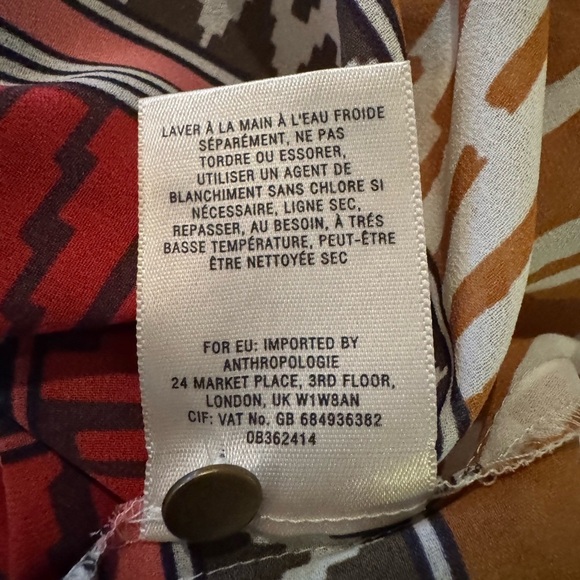 LAVER À LA MAIN À L'EAU FROIDE
SÉPARÉMENT, NE PAS
TORDRE OU ESSORER,
UTILISER UN AGENT DE
BLANCHIMENT SANS CHLORE SI
NÉCESSAIRE, LIGNE SEC,
REPASSER, AU BESOIN, À TRÉS
BASSE TEMPÉRATURE, PEUT-ÊTRE
ÊTRE NETTOYÉE SEC
FOR EU: IMPORTED BY
ANTHROPOLOGIE
24 MARKET PLACE, 3RD FLOOR,
LONDON, UK W1W8AN
CIF: VAT No. GB 684936382
0B362414